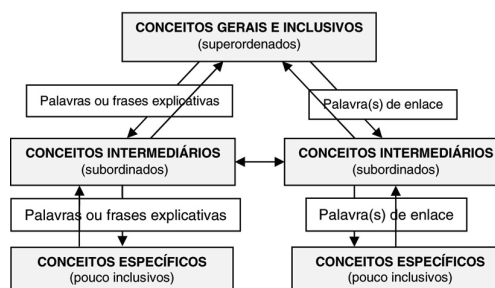 CONCEITOS GERAIS E INCLUSIVOS
(superordenados)
Palavras ou frases explicativas
Palavra(s) de enlace
CONCEITOS INTERMEDIÁRIOS
(subordinados)
CONCEITOS INTERMEDIÁRIOS
(subordinados)
Palavras ou frases explicativas
Palavra(s) de enlace
CONCEITOS ESPECÍFICOS
(pouco inclusivos)
CONCEITOS ESPECÍFICOS
(pouco inclusivos)